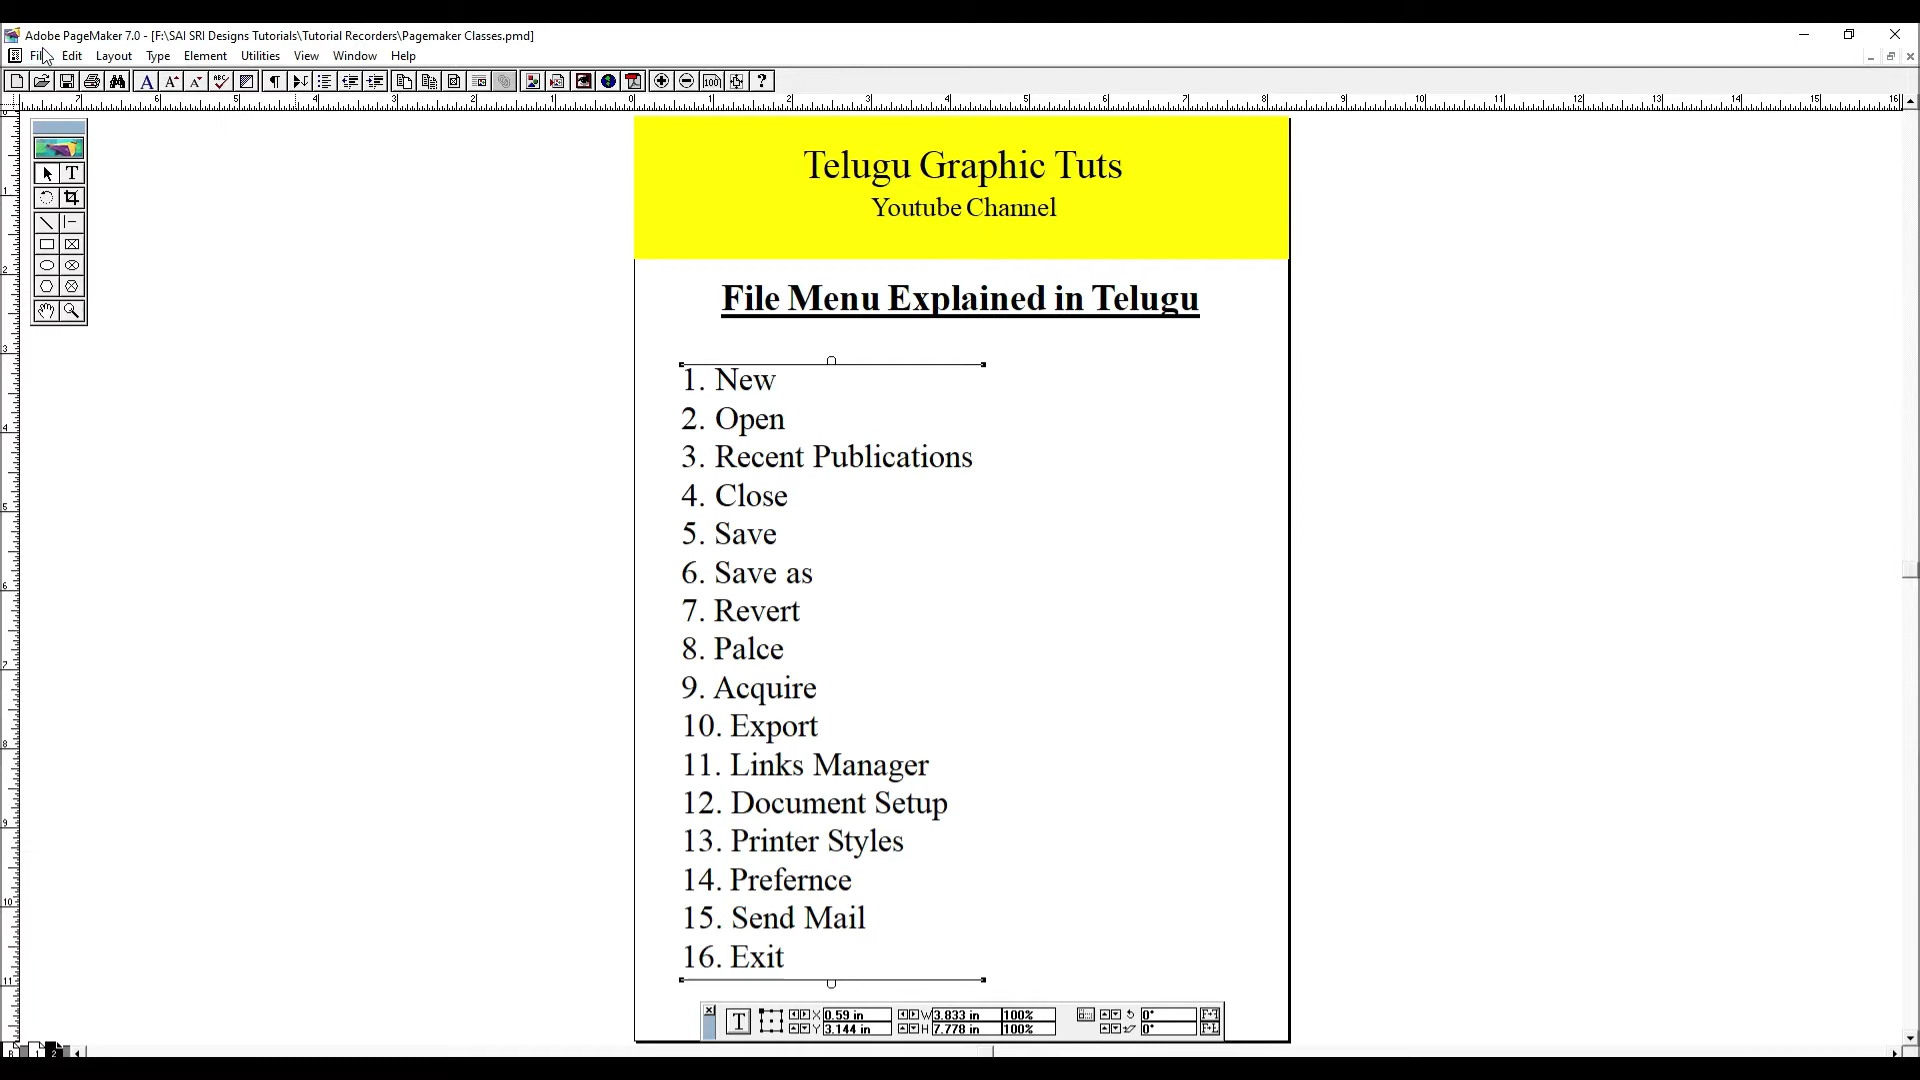 Adobe PageMaker 7.0 - [F:\SAI SRI Designs Tutorials\Tutorial Recorders\Pagemaker Classes.pmd]
File Edit Layout Type Element Utilities View Window Help
Telugu Graphic Tuts
Youtube Channel
File Menu Explained in Telugu
1. New
2. Open
3. Recent Publications
4. Close
5. Save
6. Save as
7. Revert
8. Palce
9. Acquire
10. Export
11. Links Manager
12. Document Setup
13. Printer Styles
14. Prefernce
15. Send Mail
16. Exit
X 0.59 in W 3.833 in 100% 0°
Y 3.144 in H 7.778 in 100% 0°